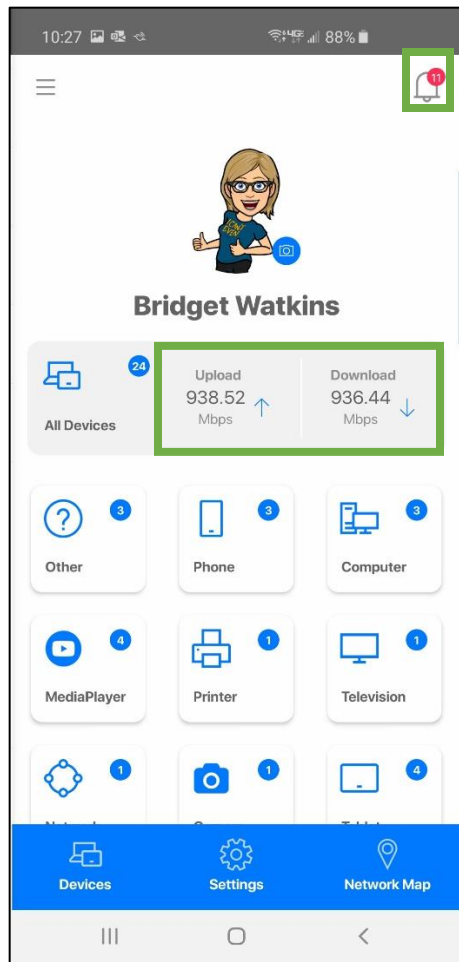 10:27 88%
11
Bridget Watkins
24
All Devices
Upload
938.52
Mbps
Download
936.44
Mbps
3
Other
3
Phone
3
Computer
4
MediaPlayer
1
Printer
1
Television
1
1
4
Devices
Settings
Network Map